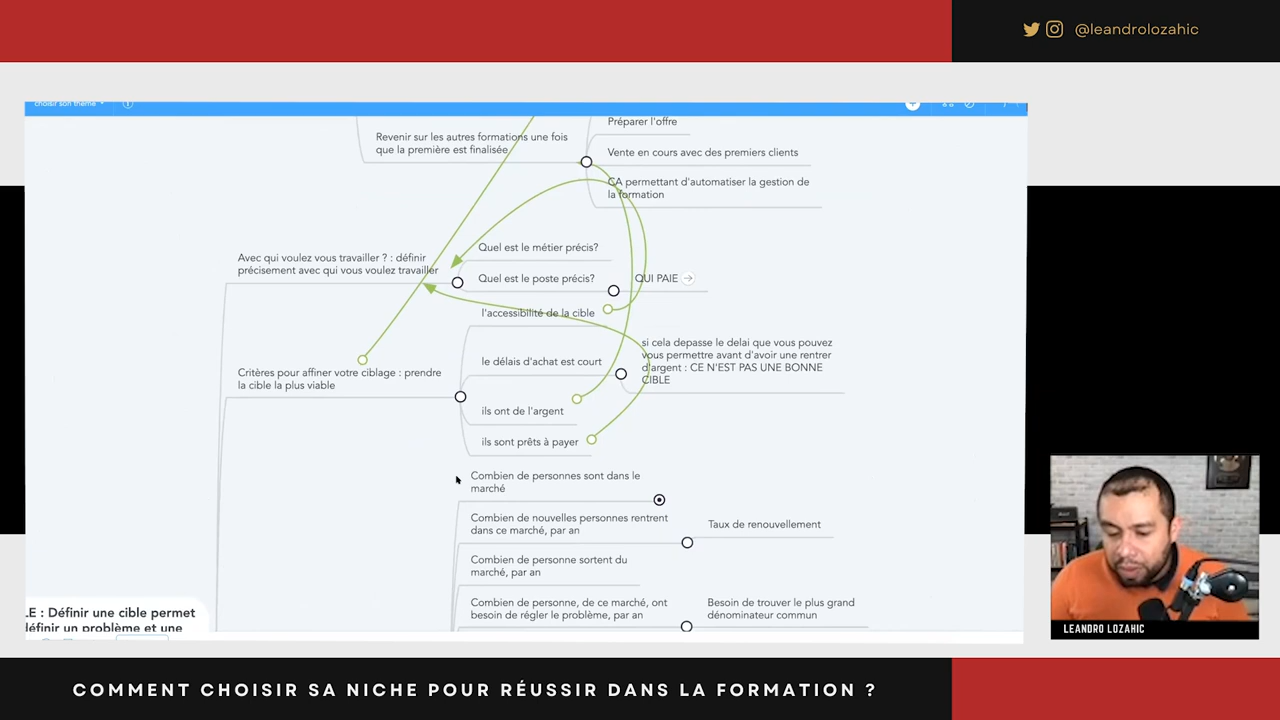 @leandrolozahic
choisir son thème
Préparer l'offre
Revenir sur les autres formations une fois
que la première est finalisée
Vente en cours avec des premiers clients
CA permettant d'automatiser la gestion de
la formation
Avec qui voulez vous travailler ? : définir
précisement avec qui vous voulez travailler
Quel est le métier précis?
Quel est le poste précis?
QUI PAIE
l'accessibilité de la cible
le délais d'achat est court
si cela depasse le delai que vous pouvez
vous permettre avant d'avoir une rentrer
d'argent : CE N'EST PAS UNE BONNE
CIBLE
Critères pour affiner votre ciblage : prendre
la cible la plus viable
ils ont de l'argent
ils sont prêts à payer
Combien de personnes sont dans le
marché
Combien de nouvelles personnes rentrent
dans ce marché, par an
Taux de renouvellement
Combien de personne sortent du
marché, par an
Combien de personne, de ce marché, ont
besoin de régler le problème, par an
Besoin de trouver le plus grand
dénominateur commun
LE : Définir une cible permet
définir un problème et une
LEANDRO LOZAHIC
COMMENT CHOISIR SA NICHE POUR RÉUSSIR DANS LA FORMATION ?